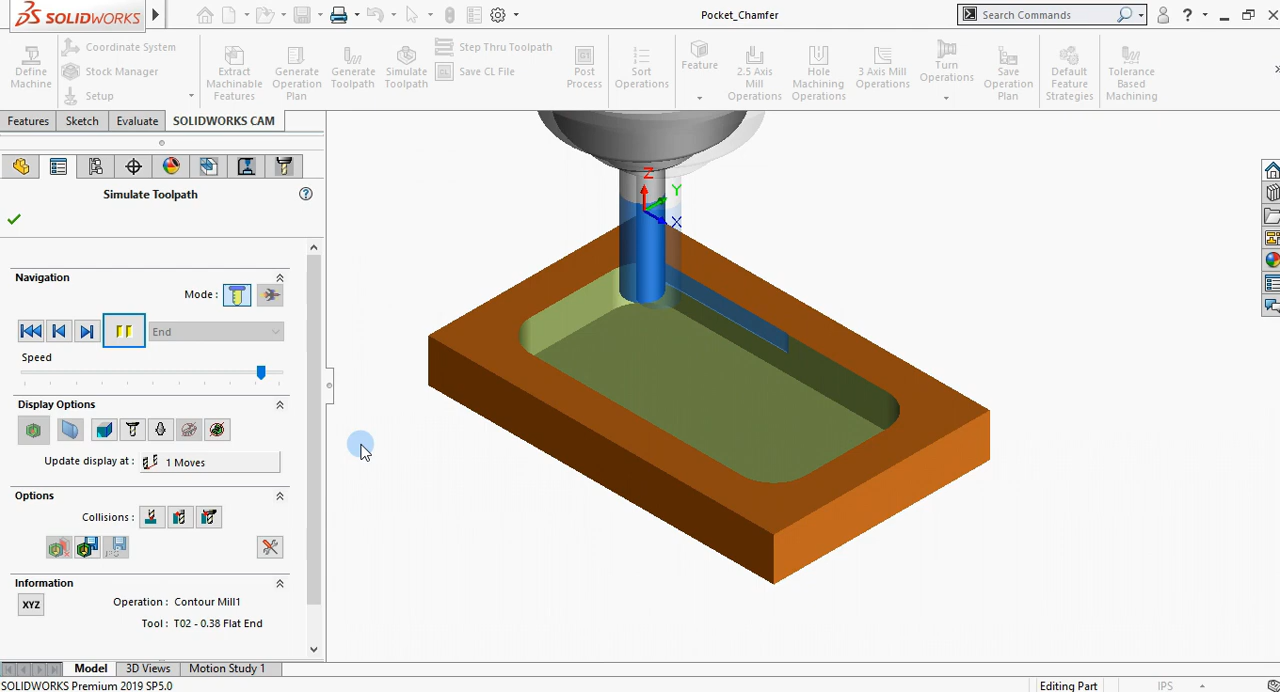 SOLIDWORKS
Pocket_Chamfer
Search Commands
?
Define Machine
Coordinate System
Stock Manager
Setup
Extract Machinable Features
Generate Operation Plan
Generate Toolpath
Simulate Toolpath
Step Thru Toolpath
Save CL File
Post Process
Sort Operations
Feature
2.5 Axis Mill Operations
Hole Machining Operations
3 Axis Mill Operations
Turn Operations
Save Operation Plan
Default Feature Strategies
Tolerance Based Machining
Features
Sketch
Evaluate
SOLIDWORKS CAM
Simulate Toolpath
?
Navigation
Mode :
End
Speed
Display Options
Update display at :
1 Moves
Options
Collisions :
Information
XYZ
Operation : Contour Mill1
Tool : T02 - 0.38 Flat End
Z
Y
X
Model
3D Views
Motion Study 1
SOLIDWORKS Premium 2019 SP5.0
Editing Part
IPS